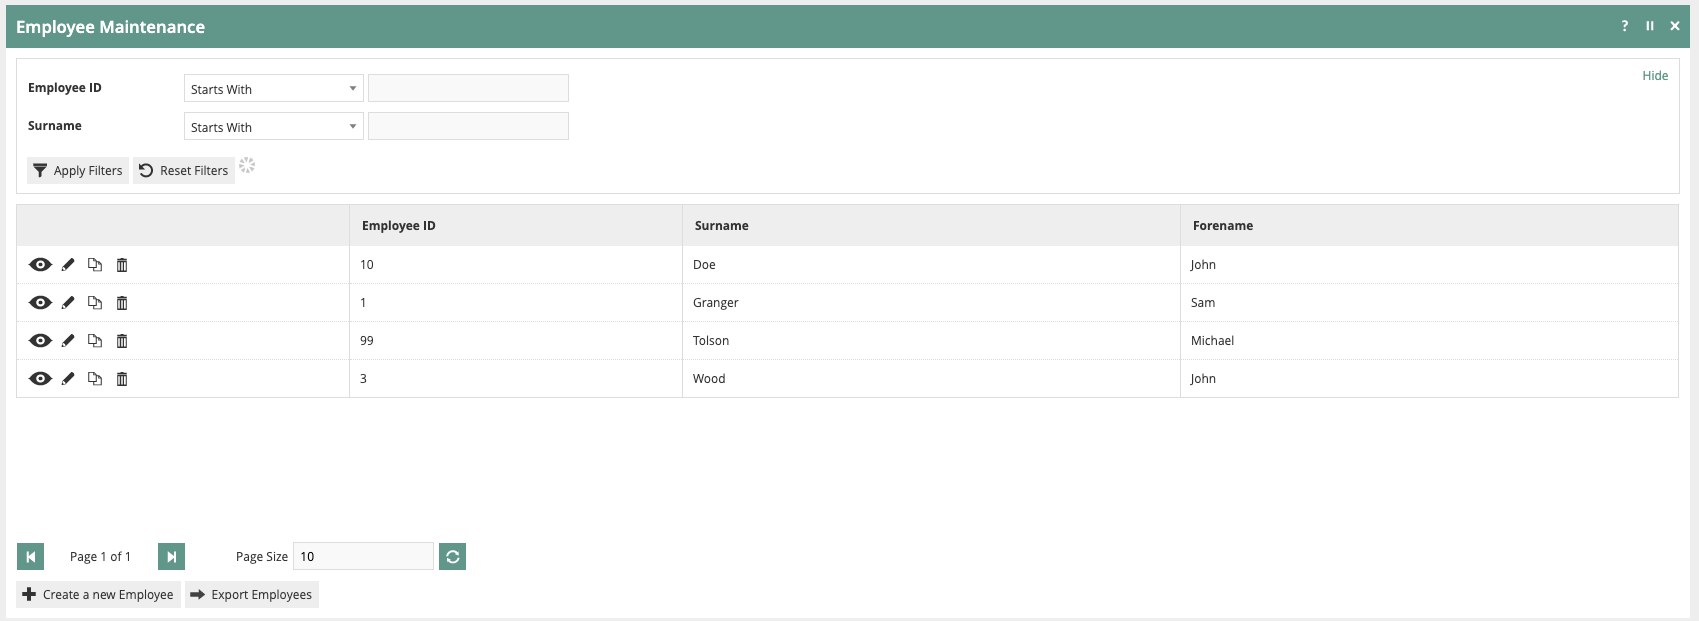 Employee Maintenance ?
Hide
Employee ID Starts With
Surname Starts With
Apply Filters Reset Filters
Employee ID Surname Forename
10 Doe John
1 Granger Sam
99 Tolson Michael
3 Wood John
Page 1 of 1 Page Size 10
Create a new Employee Export Employees